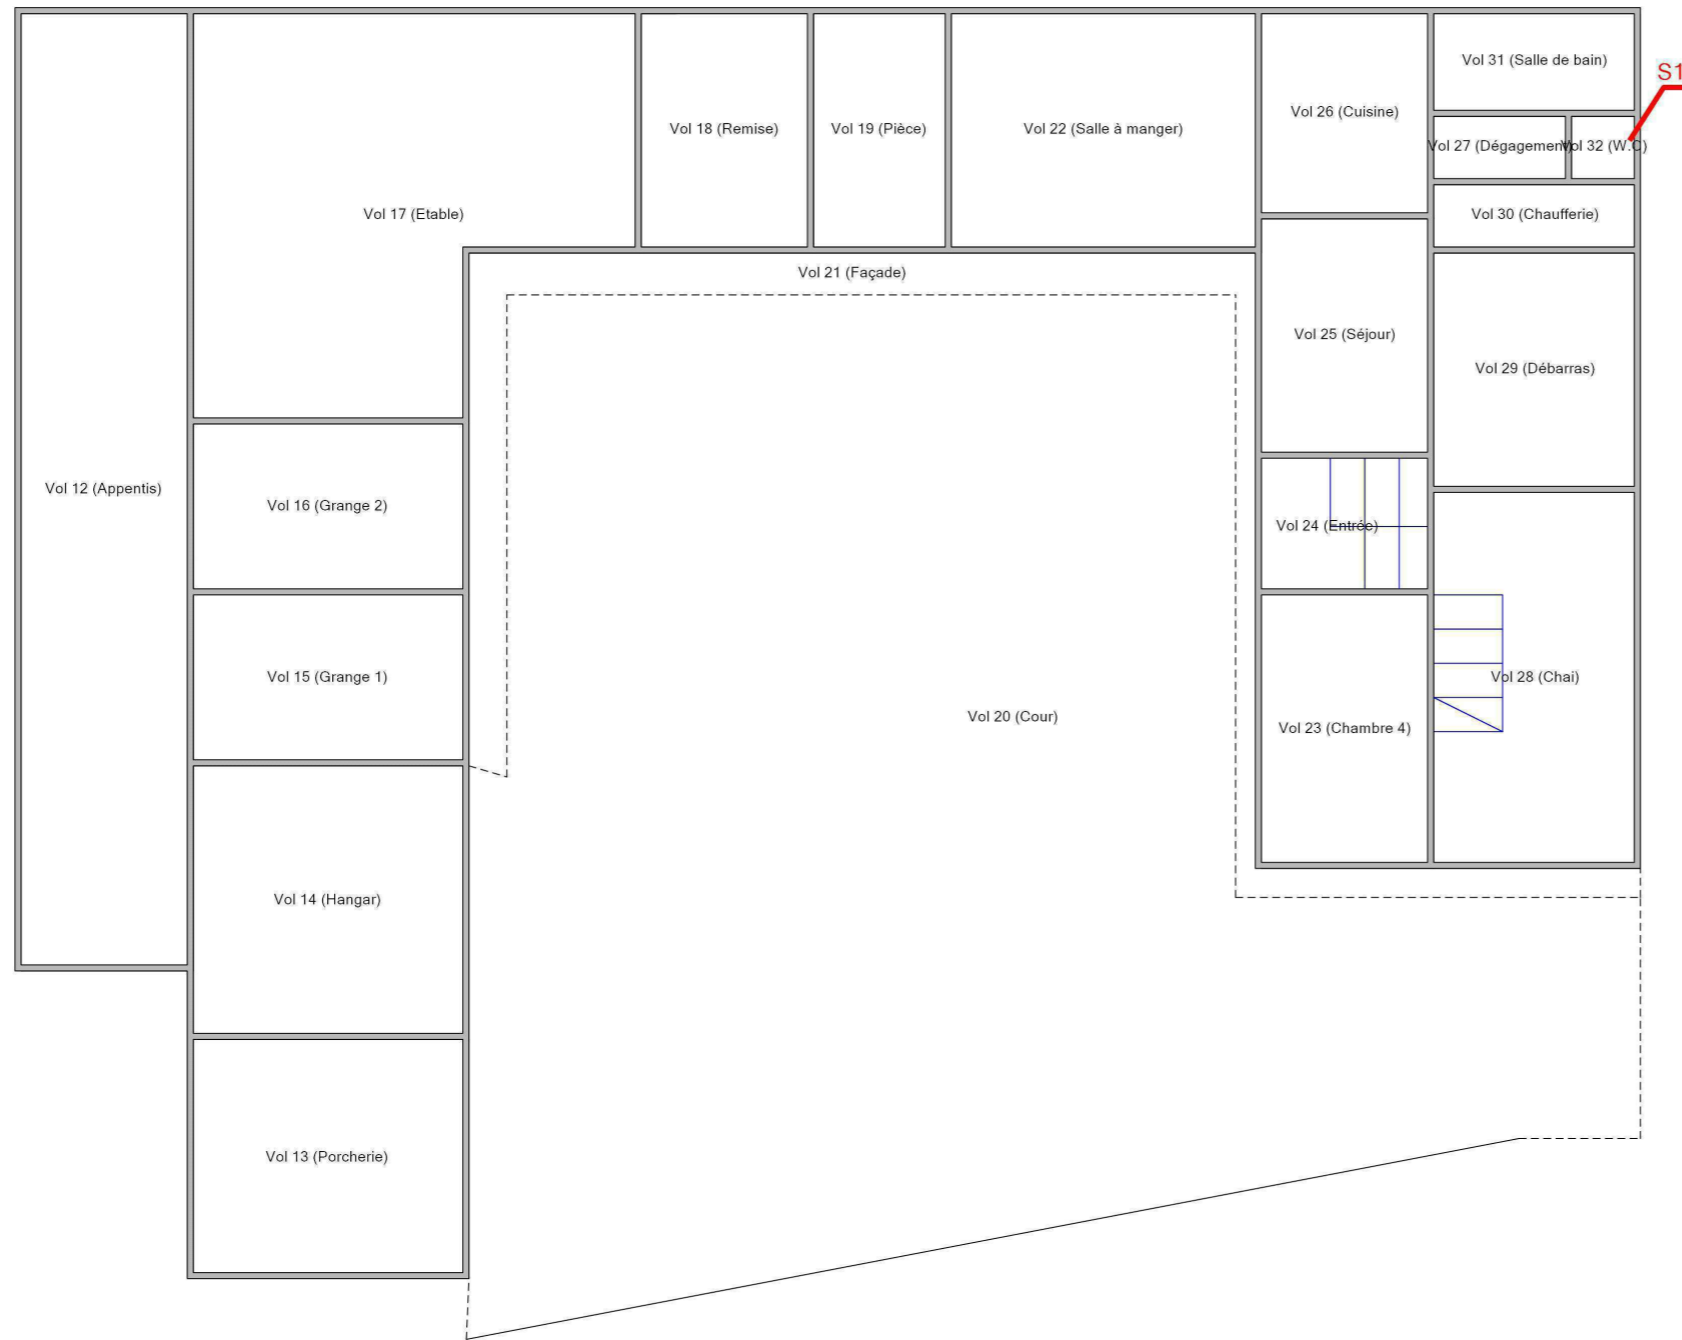 Vol 31 (Salle de bain)
S1
Vol 18 (Remise)
Vol 19 (Pièce)
Vol 22 (Salle à manger)
Vol 26 (Cuisine)
Vol 27 (Dégagement)
Vol 32 (W.C)
Vol 17 (Etable)
Vol 30 (Chaufferie)
Vol 21 (Façade)
Vol 25 (Séjour)
Vol 29 (Débarras)
Vol 12 (Appentis)
Vol 16 (Grange 2)
Vol 24 (Entrée)
Vol 15 (Grange 1)
Vol 28 (Chai)
Vol 20 (Cour)
Vol 23 (Chambre 4)
Vol 14 (Hangar)
Vol 13 (Porcherie)